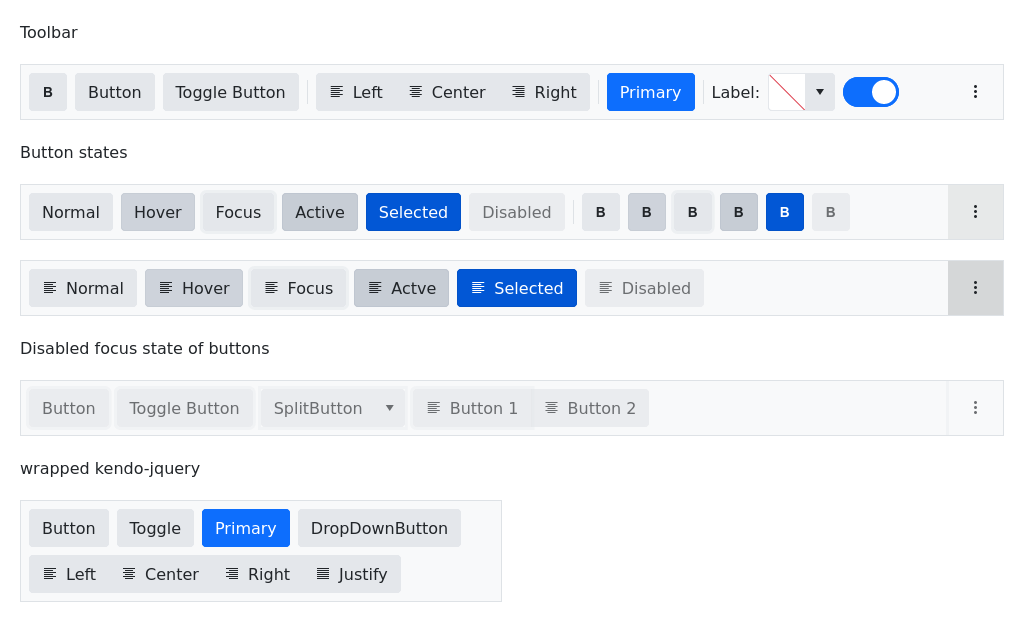 Toolbar
B Button Toggle Button Left Center Right Primary Label:
Button states
Normal Hover Focus Active Selected Disabled B B B B B B
Normal Hover Focus Actve Selected Disabled
Disabled focus state of buttons
Button Toggle Button SplitButton Button 1 Button 2
wrapped kendo-jquery
Button Toggle Primary DropDownButton
Left Center Right Justify